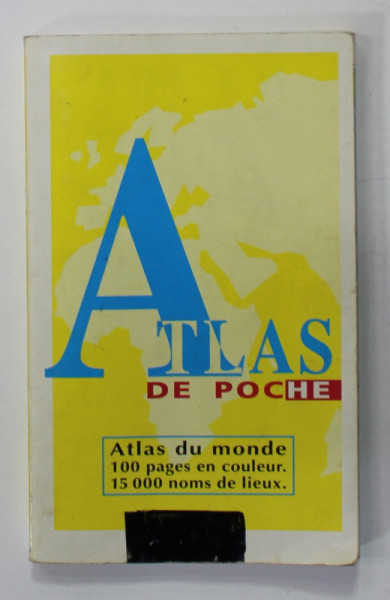 ATLAS
DE POCHE
Atlas du monde
100 pages en couleur.
15 000 noms de lieux.